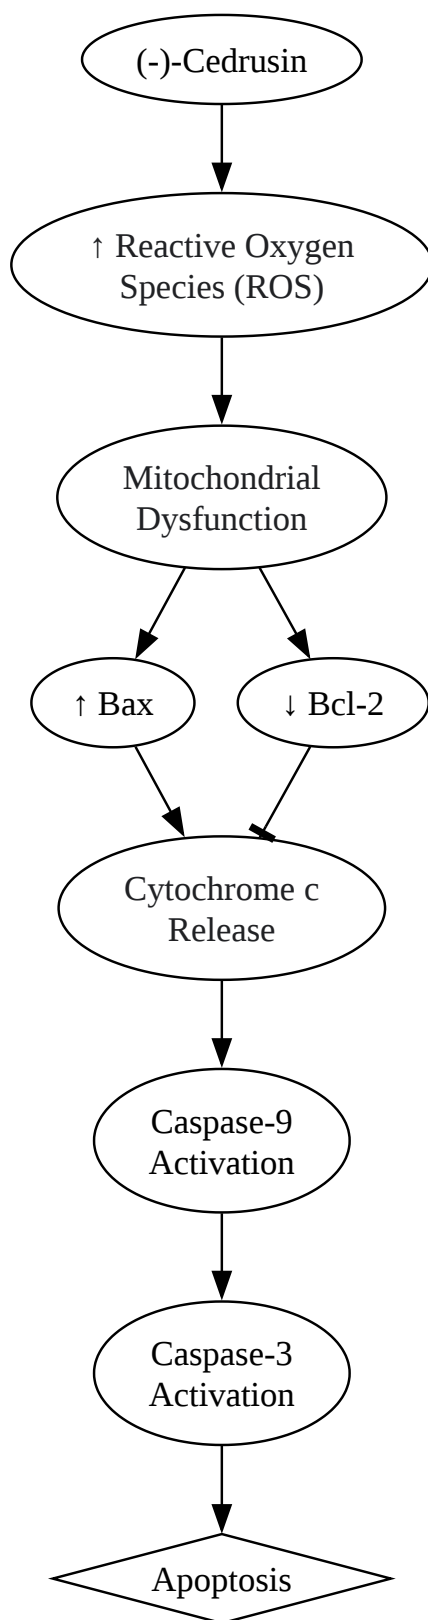 (-)-Cedrusin
↑ Reactive Oxygen
Species (ROS)
Mitochondrial
Dysfunction
↑ Bax
↓ Bcl-2
Cytochrome c
Release
Caspase-9
Activation
Caspase-3
Activation
Apoptosis